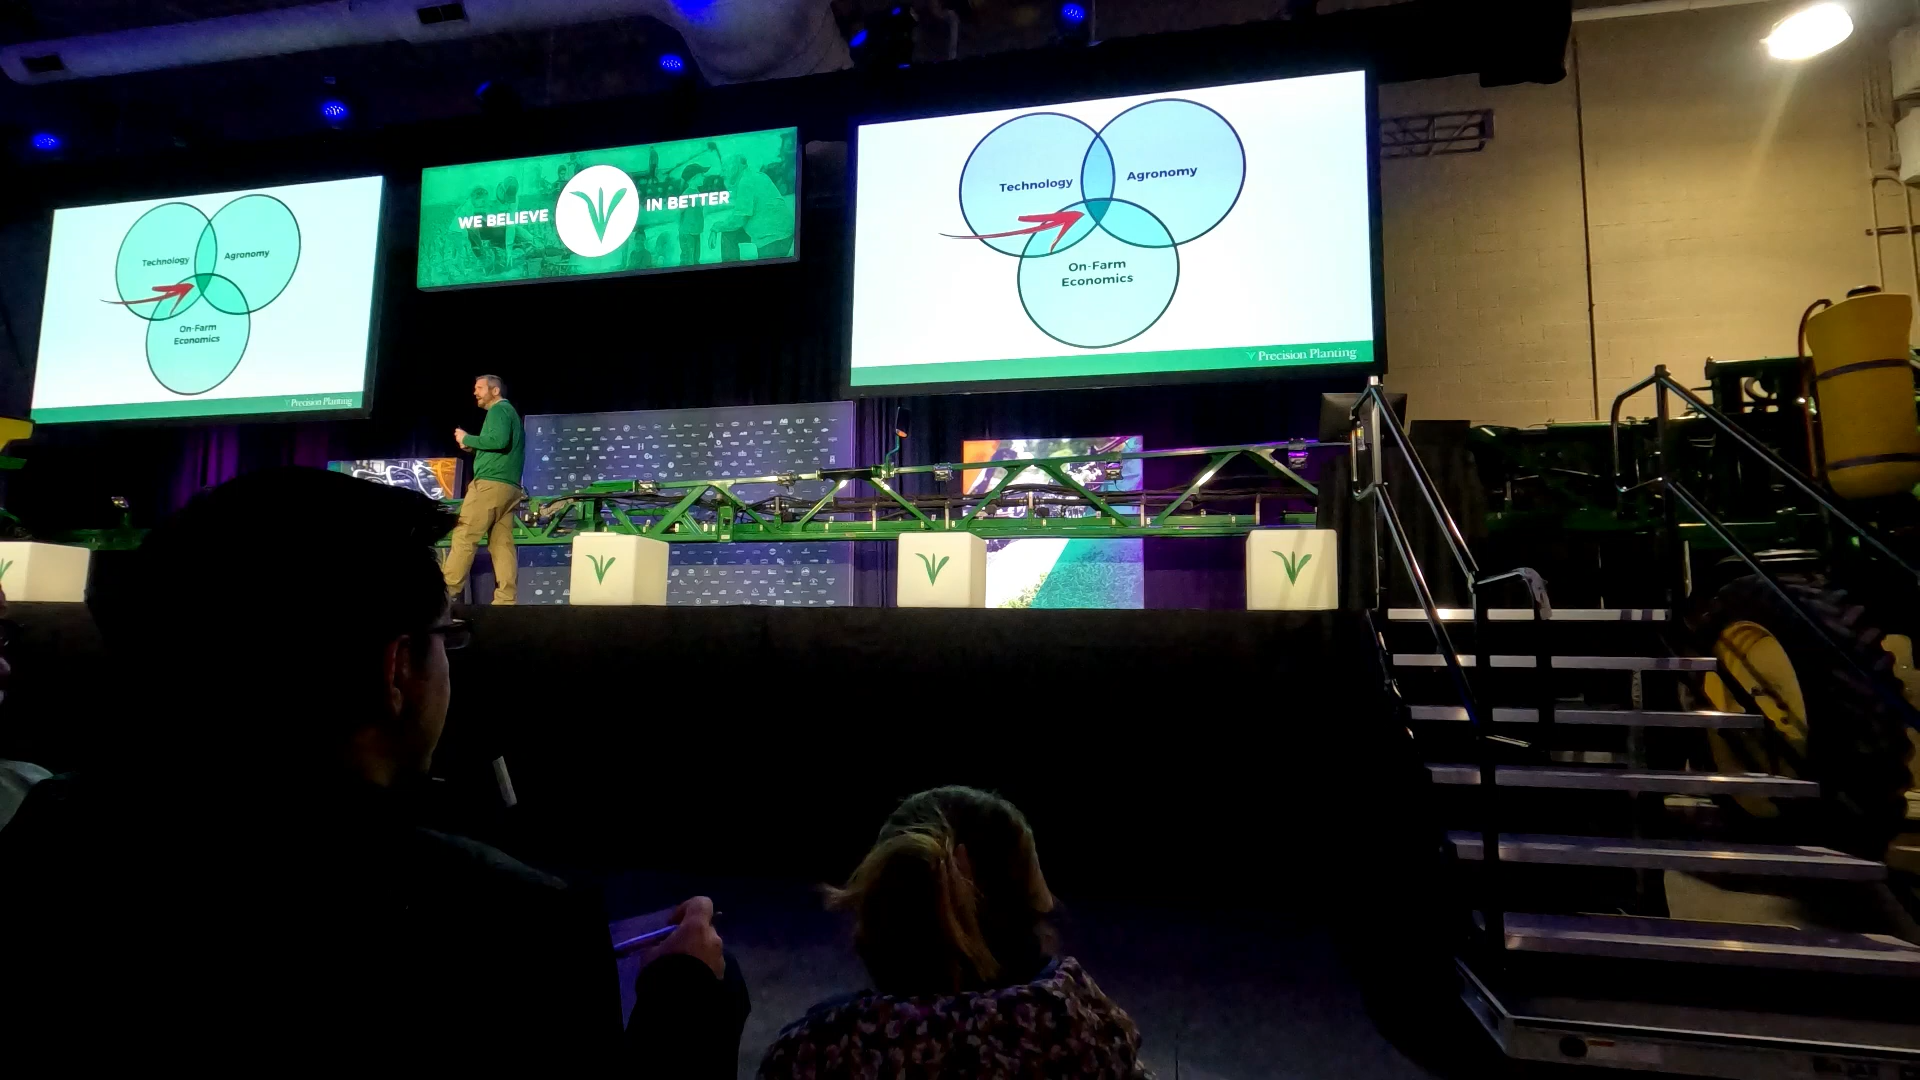 Technology
Agronomy
On-Farm
Economics
Precision Planting
WE BELIEVE
IN BETTER
Technology
Agronomy
On-Farm
Economics
Precision Planting